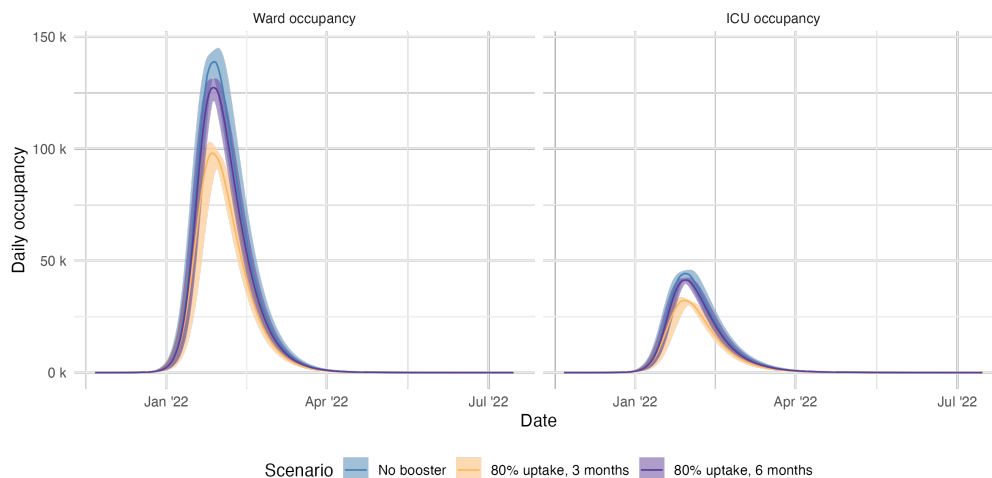 Ward occupancy
ICU occupancy
150 k
100 k
50 k
0 k
Daily occupancy
Jan '22
Apr '22
Jul '22
Jan '22
Apr '22
Jul '22
Date
Scenario
No booster
80% uptake, 3 months
80% uptake, 6 months